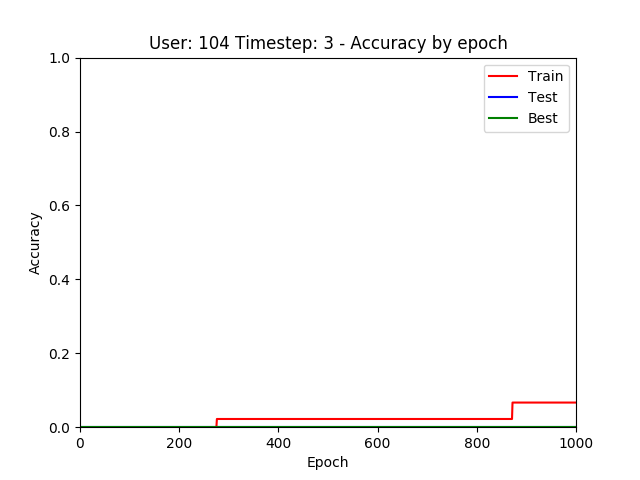 User: 104 Timestep: 3 - Accuracy by epoch
1.0
0.8
0.6
0.4
0.2
0.0
Accuracy
Train
Test
Best
0 200 400 600 800 1000
Epoch